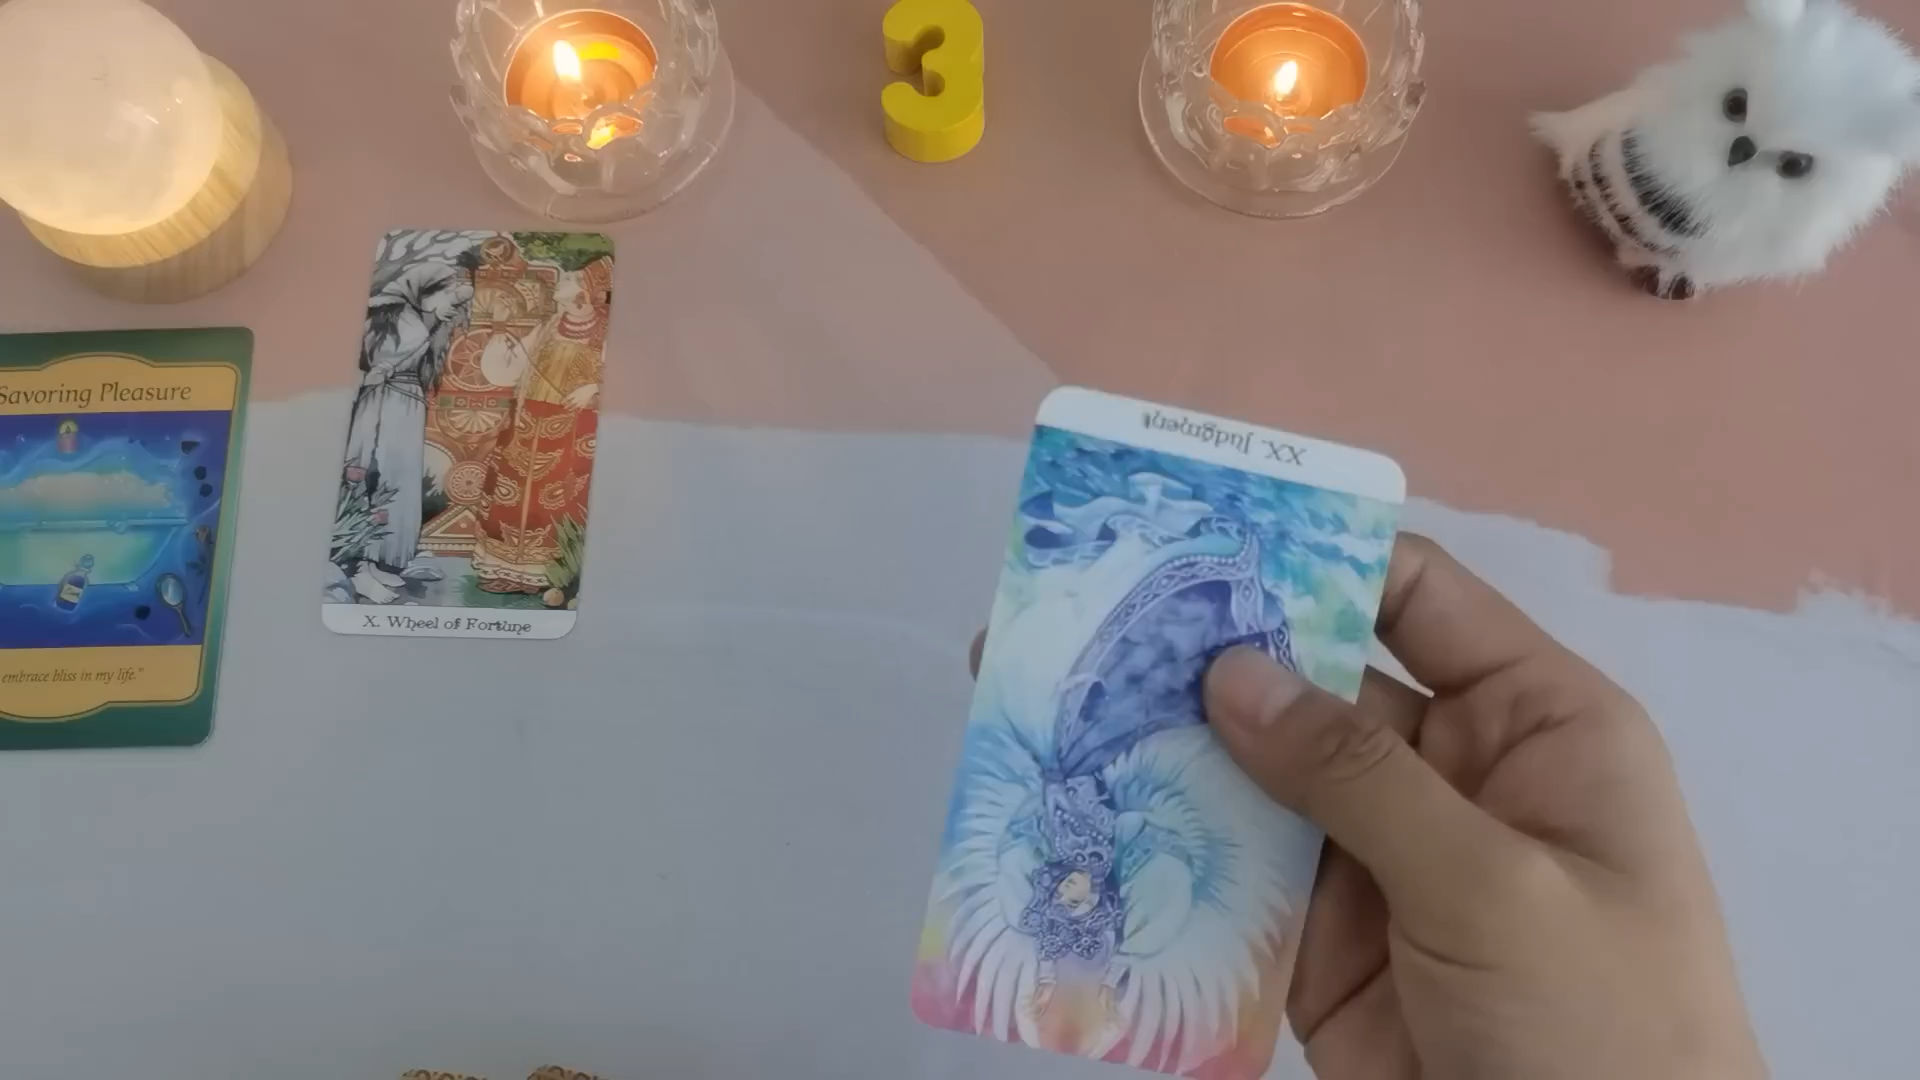 3
Savoring Pleasure
embrace bliss in my life."
X. Wheel of Fortune
XX. Judgment